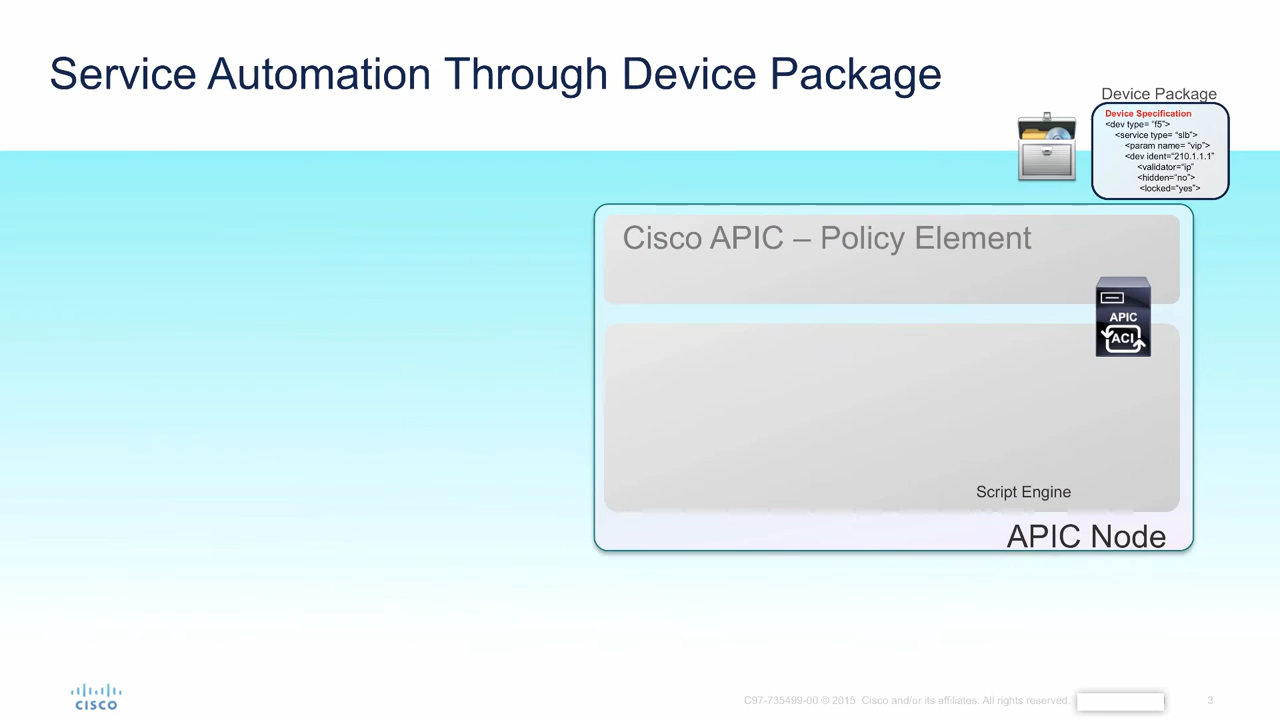 Service Automation Through Device Package
Device Package
Device Specification
<dev type= “f5”>
<service type= “slb”>
<param name= “vip”>
<dev ident=“210.1.1.1”
<validator=“ip”
<hidden=“no”>
<locked=“yes”>
Cisco APIC – Policy Element
APIC
ACI
Script Engine
APIC Node
CISCO
C97-735499-00 © 2015 Cisco and/or its affiliates. All rights reserved.
3